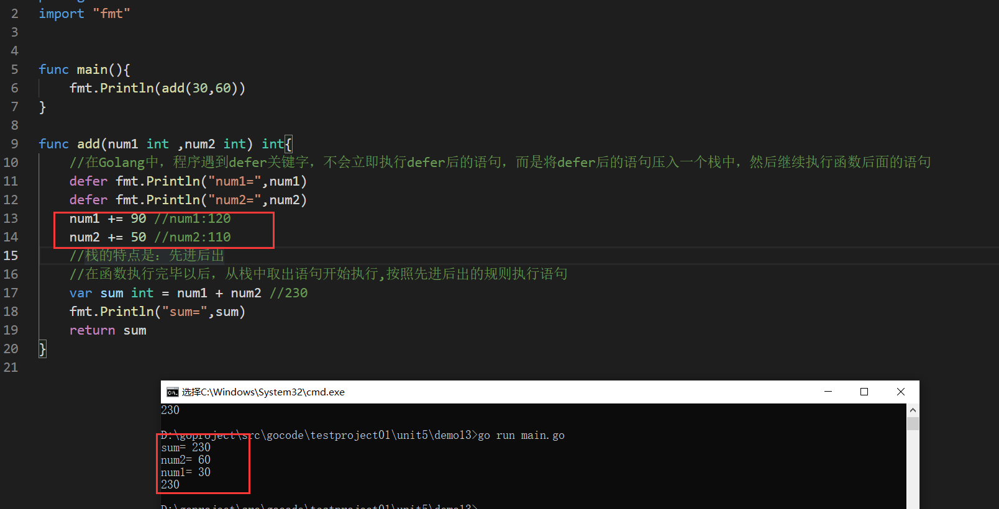 2 import "fmt"
3
4
5 func main(){
6 fmt.Println(add(30,60))
7 }
8
9 func add(num1 int ,num2 int) int{
10 //在Golang中，程序遇到defer关键字，不会立即执行defer后的语句，而是将defer后的语句压入一个栈中，然后继续执行函数后面的语句
11 defer fmt.Println("num1=",num1)
12 defer fmt.Println("num2=",num2)
13 num1 += 90 //num1:120
14 num2 += 50 //num2:110
15 //栈的特点是：先进后出
16 //在函数执行完毕以后，从栈中取出语句开始执行,按照先进后出的规则执行语句
17 var sum int = num1 + num2 //230
18 fmt.Println("sum=",sum)
19 return sum
20 }
21
选择C:\Windows\System32\cmd.exe
230
D:\goproject\src\gocode\testproject01\unit5\demo13>go run main.go
sum= 230
num2= 60
num1= 30
230
D:\goproject\src\gocode\testproject01\unit5\demo13>